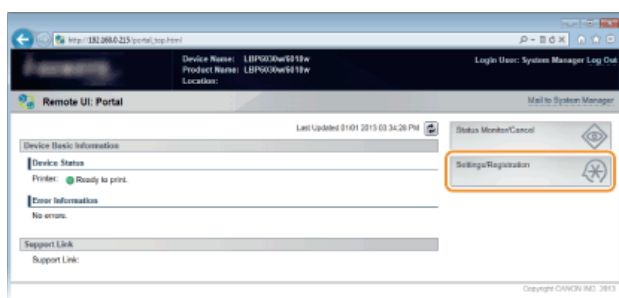 http://192.168.0.215/portal_top.html
Device Name: LBP6030w/6018w
Product Name: LBP6030w/6018w
Location:
Login User: System Manager Log Out
Remote UI: Portal
Mail to System Manager
Last Updated 01/01 2013 03:34:28 PM
Device Basic Information
Device Status
Printer: Ready to print.
Error Information
No errors.
Support Link
Support Link:
Status Monitor/Cancel
Settings/Registration
Copyright CANON INC. 2013